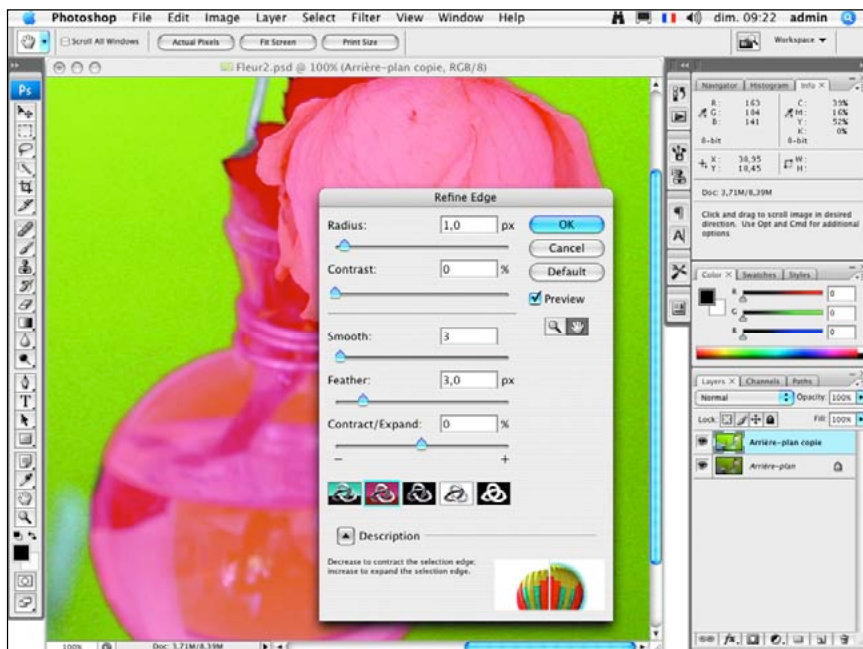 Photoshop File Edit Image Layer Select Filter View Window Help dim. 09:22 admin
Scroll All Windows Actual Pixels Fit Screen Print Size Workspace
Fleur2.psd @ 100% (Arrière-plan copie, RGB/8)
Ps
Refine Edge
Radius: 1,0 px
OK
Cancel
Contrast: 0 %
Default
Preview
Smooth: 3
Feather: 3,0 px
Contract/Expand: 0 %
− +
Description
Decrease to contract the selection edge;
increase to expand the selection edge.
100% Doc: 3,71M/8,39M
Navigator Histogram Info
R: 163 C: 39%
G: 184 M: 16%
B: 141 Y: 52%
K: 0%
8-bit 8-bit
X: 38,95 W:
Y: 18,45 H:
Doc: 3,71M/8,39M
Click and drag to scroll image in desired
direction. Use Opt and Cmd for additional
options.
Color Swatches Styles
R 0
G 0
B 0
Layers Channels Paths
Normal Opacity: 100%
Lock: Fill: 100%
Arrière-plan copie
Arrière-plan